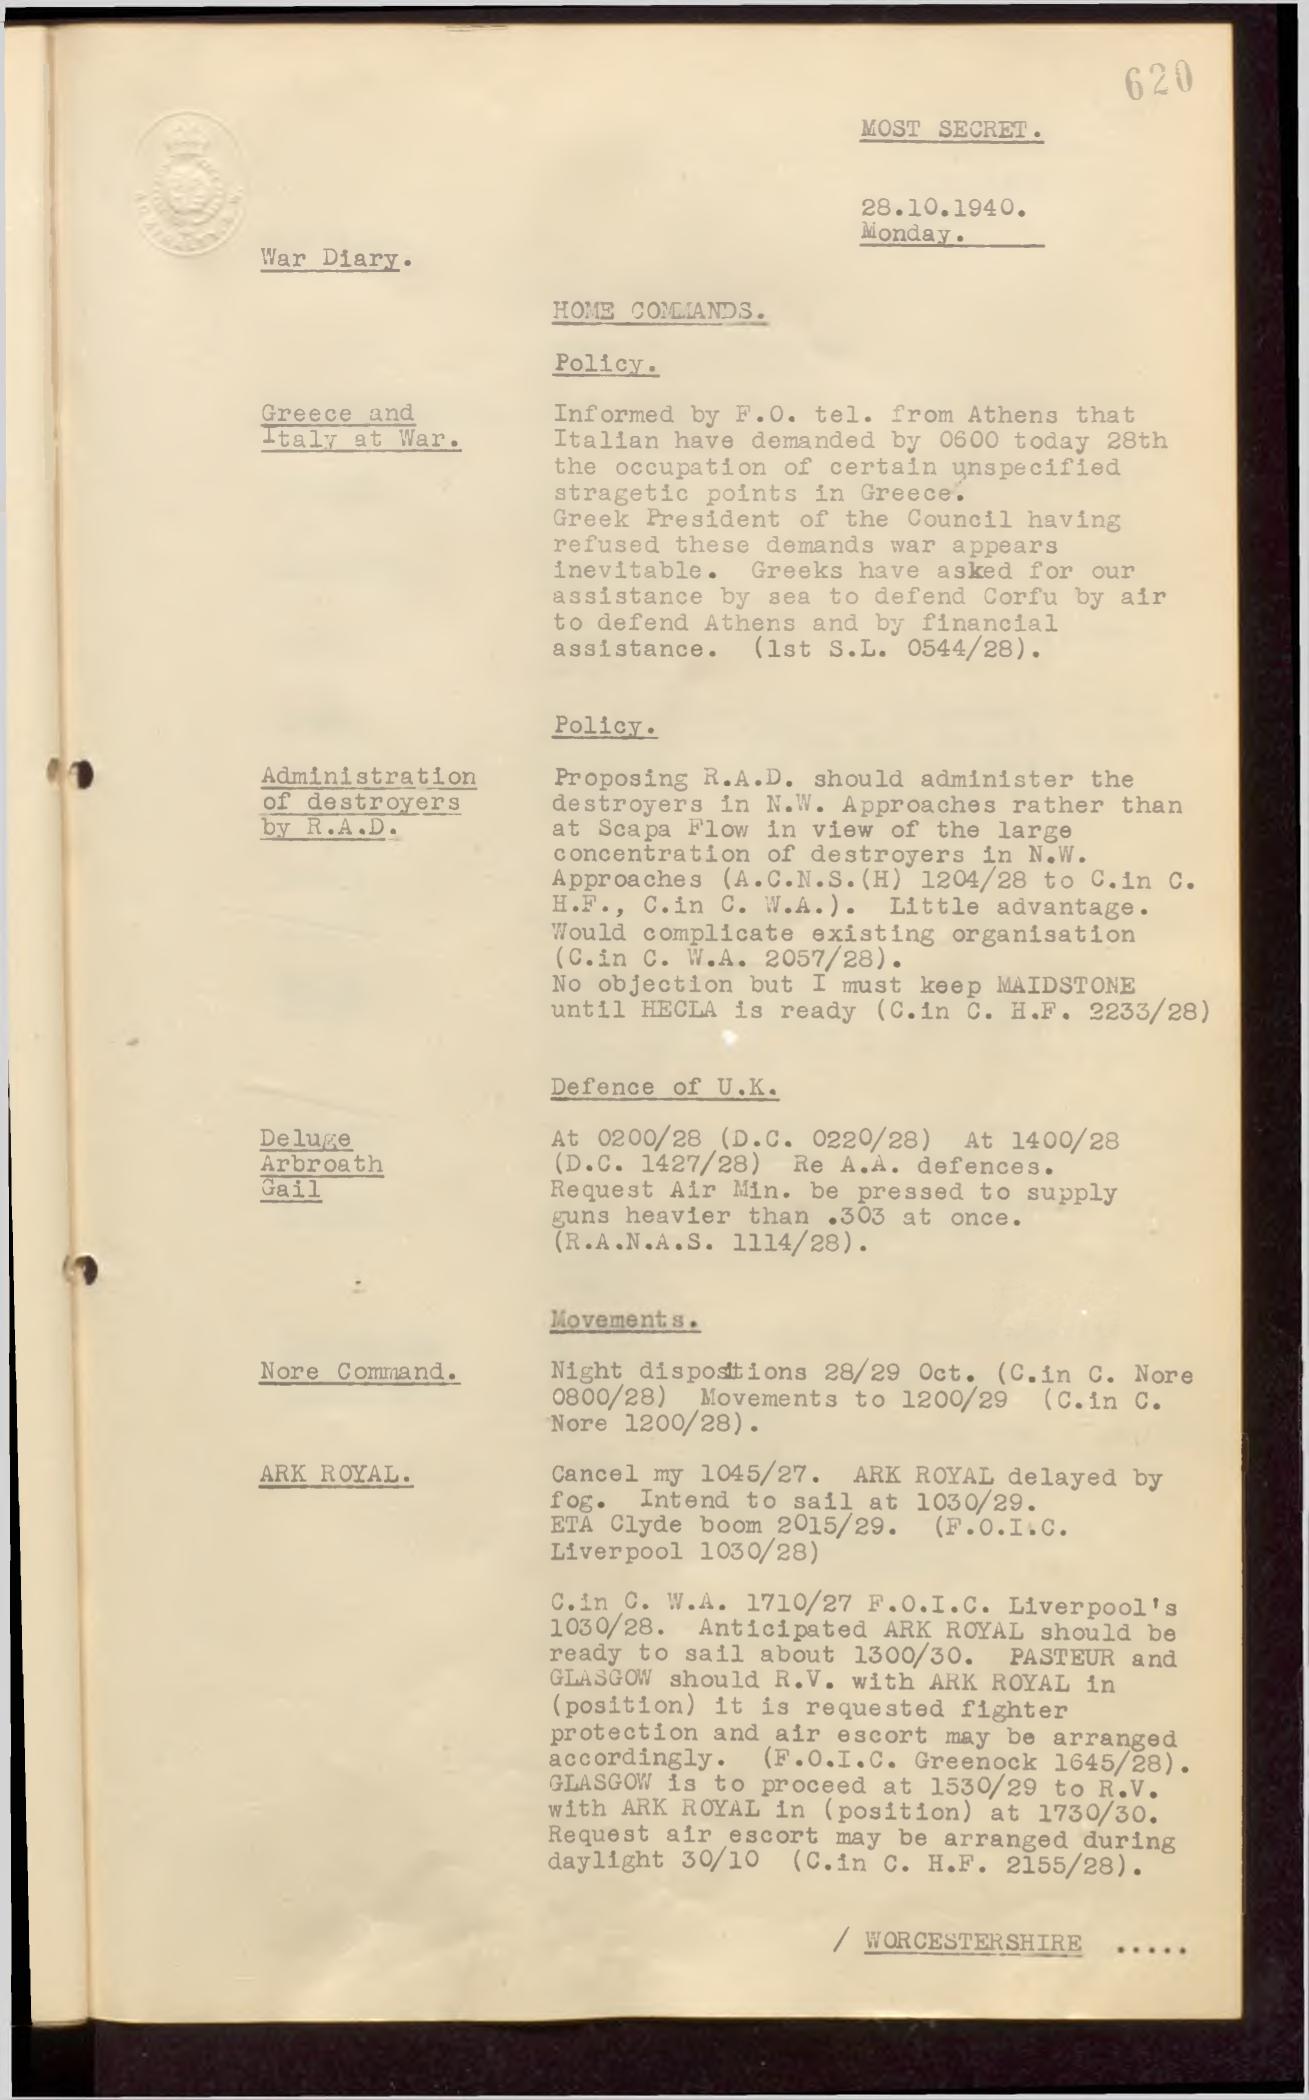 620
MOST SECRET.
28.10.1940.
Monday.
War Diary.
HOME COMMANDS.
Policy.
Greece and
Italy at War.
Informed by F.O. tel. from Athens that
Italian have demanded by 0600 today 28th
the occupation of certain unspecified
stragetic points in Greece.
Greek President of the Council having
refused these demands war appears
inevitable. Greeks have asked for our
assistance by sea to defend Corfu by air
to defend Athens and by financial
assistance. (1st S.L. 0544/28).
Policy.
Administration
of destroyers
by R.A.D.
Proposing R.A.D. should administer the
destroyers in N.W. Approaches rather than
at Scapa Flow in view of the large
concentration of destroyers in N.W.
Approaches (A.C.N.S.(H) 1204/28 to C.in C.
H.F., C.in C. W.A.). Little advantage.
Would complicate existing organisation
(C.in C. W.A. 2057/28).
No objection but I must keep MAIDSTONE
until HECLA is ready (C.in C. H.F. 2233/28)
Defence of U.K.
Deluge
Arbroath
Gail
At 0200/28 (D.C. 0220/28) At 1400/28
(D.C. 1427/28) Re A.A. defences.
Request Air Min. be pressed to supply
guns heavier than .303 at once.
(R.A.N.A.S. 1114/28).
Movements.
Nore Command.
Night dispositions 28/29 Oct. (C.in C. Nore
0800/28) Movements to 1200/29 (C.in C.
Nore 1200/28).
ARK ROYAL.
Cancel my 1045/27. ARK ROYAL delayed by
fog. Intend to sail at 1030/29.
ETA Clyde boom 2015/29. (F.O.I.C.
Liverpool 1030/28)
C.in C. W.A. 1710/27 F.O.I.C. Liverpool's
1030/28. Anticipated ARK ROYAL should be
ready to sail about 1300/30. PASTEUR and
GLASGOW should R.V. with ARK ROYAL in
(position) it is requested fighter
protection and air escort may be arranged
accordingly. (F.O.I.C. Greenock 1645/28).
GLASGOW is to proceed at 1530/29 to R.V.
with ARK ROYAL in (position) at 1730/30.
Request air escort may be arranged during
daylight 30/10 (C.in C. H.F. 2155/28).
/ WORCESTERSHIRE .....